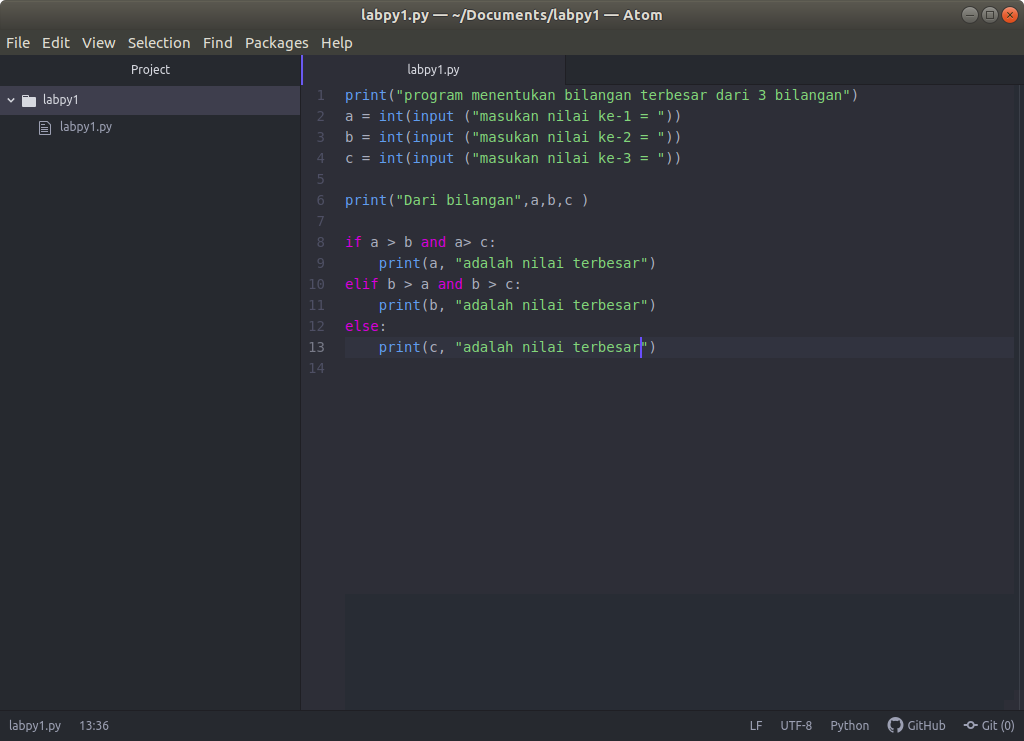 labpy1.py — ~/Documents/labpy1 — Atom
File Edit View Selection Find Packages Help
Project
labpy1
labpy1.py
labpy1.py
1 print("program menentukan bilangan terbesar dari 3 bilangan")
2 a = int(input ("masukan nilai ke-1 = "))
3 b = int(input ("masukan nilai ke-2 = "))
4 c = int(input ("masukan nilai ke-3 = "))
5
6 print("Dari bilangan",a,b,c )
7
8 if a > b and a> c:
9     print(a, "adalah nilai terbesar")
10 elif b > a and b > c:
11     print(b, "adalah nilai terbesar")
12 else:
13     print(c, "adalah nilai terbesar")
14
labpy1.py 13:36 LF UTF-8 Python GitHub Git (0)